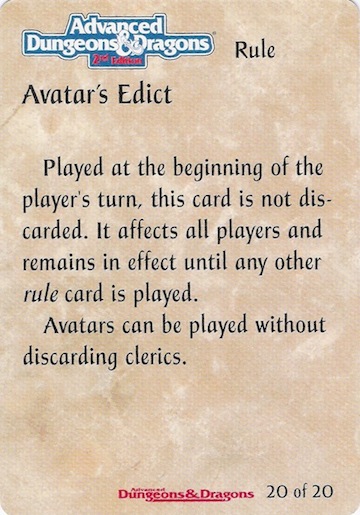 Advanced
Dungeons & Dragons®
2nd Edition
Rule
Avatar's Edict
Played at the beginning of the
player's turn, this card is not dis-
carded. It affects all players and
remains in effect until any other
rule card is played.
Avatars can be played without
discarding clerics.
Advanced
Dungeons & Dragons
20 of 20